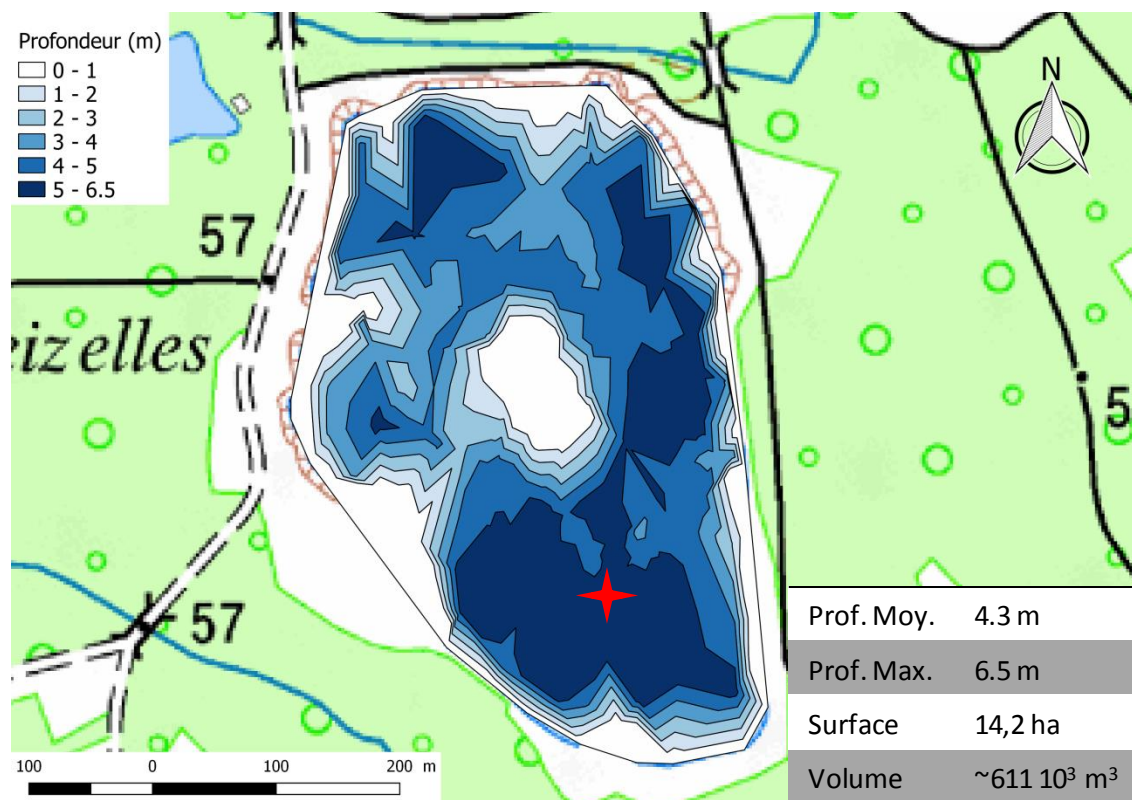 Profondeur (m)
0 - 1
1 - 2
2 - 3
3 - 4
4 - 5
5 - 6.5
N
57
eizelles
5
57
Prof. Moy. 4.3 m
Prof. Max. 6.5 m
Surface 14,2 ha
Volume ~611 10³ m³
100 0 100 200 m